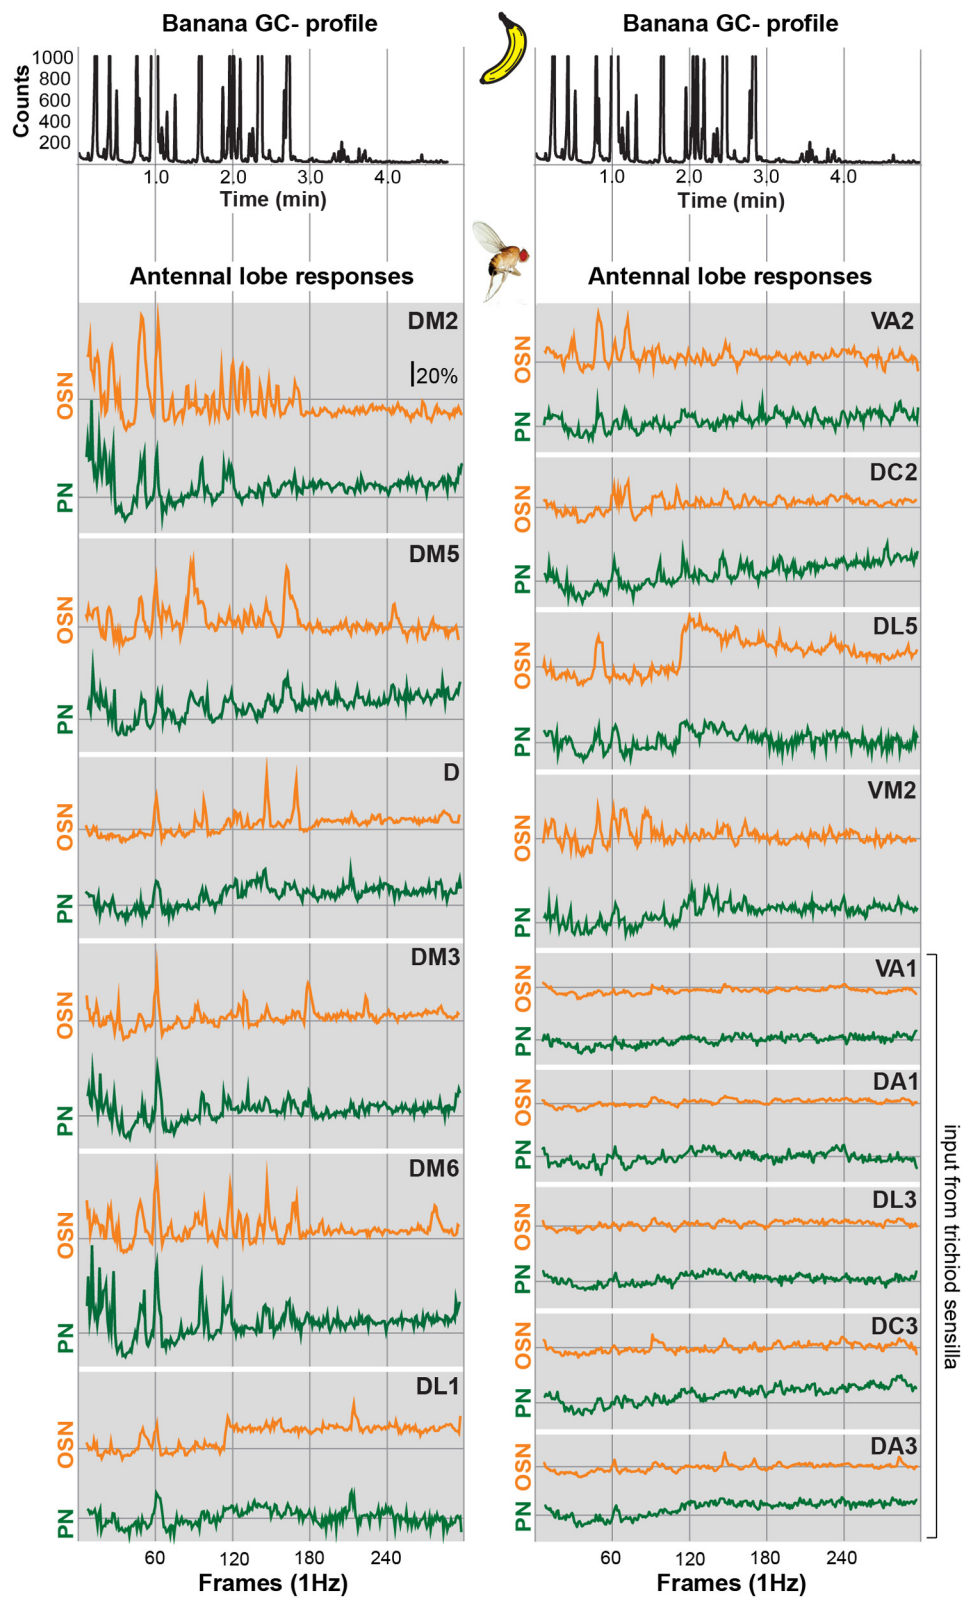 Banana GC- profile
Counts
1000
800
600
400
200
1.0 2.0 3.0 4.0
Time (min)
Antennal lobe responses
DM2
20%
OSN
PN
DM5
OSN
PN
D
OSN
PN
DM3
OSN
PN
DM6
OSN
PN
DL1
OSN
PN
60 120 180 240
Frames (1Hz)
Banana GC- profile
1.0 2.0 3.0 4.0
Time (min)
Antennal lobe responses
VA2
OSN
PN
DC2
OSN
PN
DL5
OSN
PN
VM2
OSN
PN
VA1
OSN
PN
DA1
OSN
PN
DL3
OSN
PN
DC3
OSN
PN
DA3
OSN
PN
input from trichiod sensilla
60 120 180 240
Frames (1Hz)